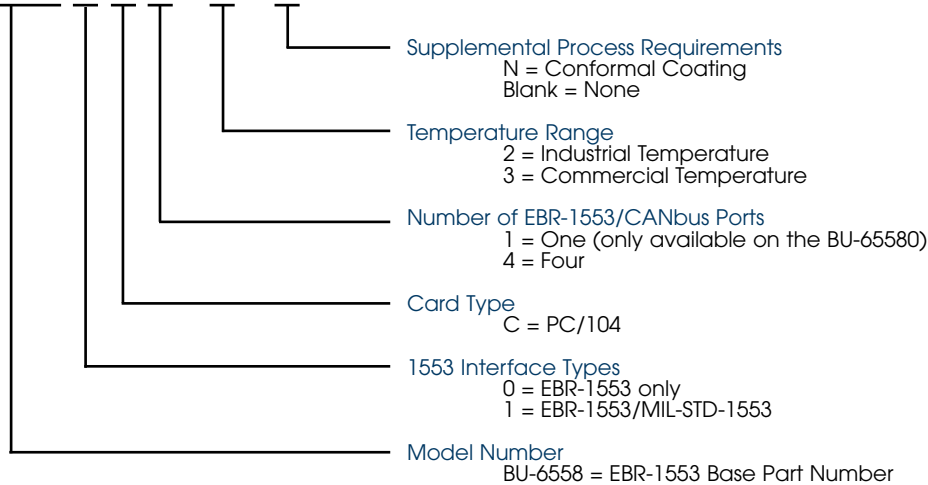 Supplemental Process Requirements
N = Conformal Coating
Blank = None
Temperature Range
2 = Industrial Temperature
3 = Commercial Temperature
Number of EBR-1553/CANbus Ports
1 = One (only available on the BU-65580)
4 = Four
Card Type
C = PC/104
1553 Interface Types
0 = EBR-1553 only
1 = EBR-1553/MIL-STD-1553
Model Number
BU-6558 = EBR-1553 Base Part Number